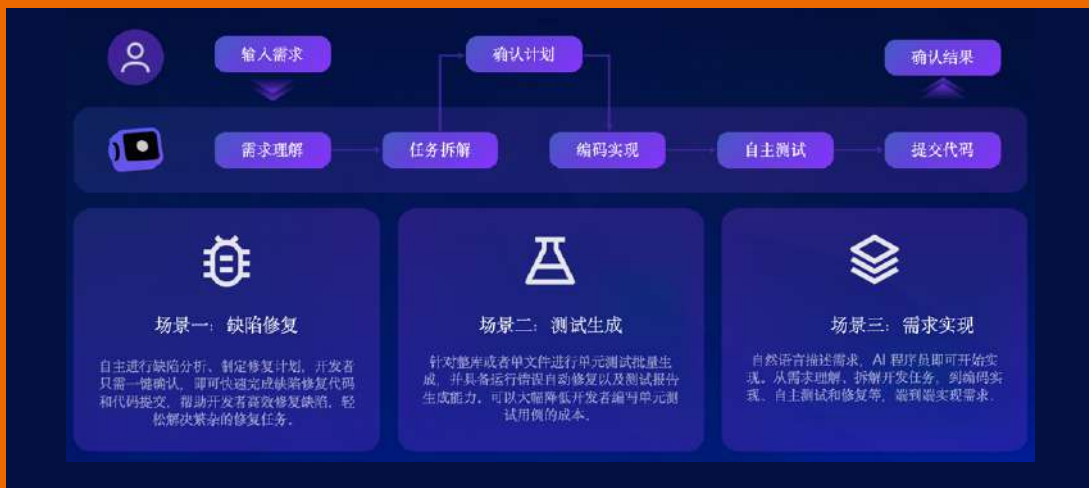 输入需求
确认计划
确认结果
需求理解
任务拆解
编码实现
自主测试
提交代码
场景一：缺陷修复
自主进行缺陷分析、制定修复计划，开发者
只需一键确认，即可快速完成缺陷修复代码
和代码提交，帮助开发者高效修复缺陷，轻
松解决繁杂的修复任务。
场景二：测试生成
针对整库或者单文件进行单元测试批量生
成，并具备运行错误自动修复以及测试报告
生成能力。可以大幅降低开发者编写单元测
试用例的成本。
场景三：需求实现
自然语言描述需求，AI 程序员即可开始实
现。从需求理解、拆解开发任务，到编码实
现、自主测试和修复等，端到端实现需求。